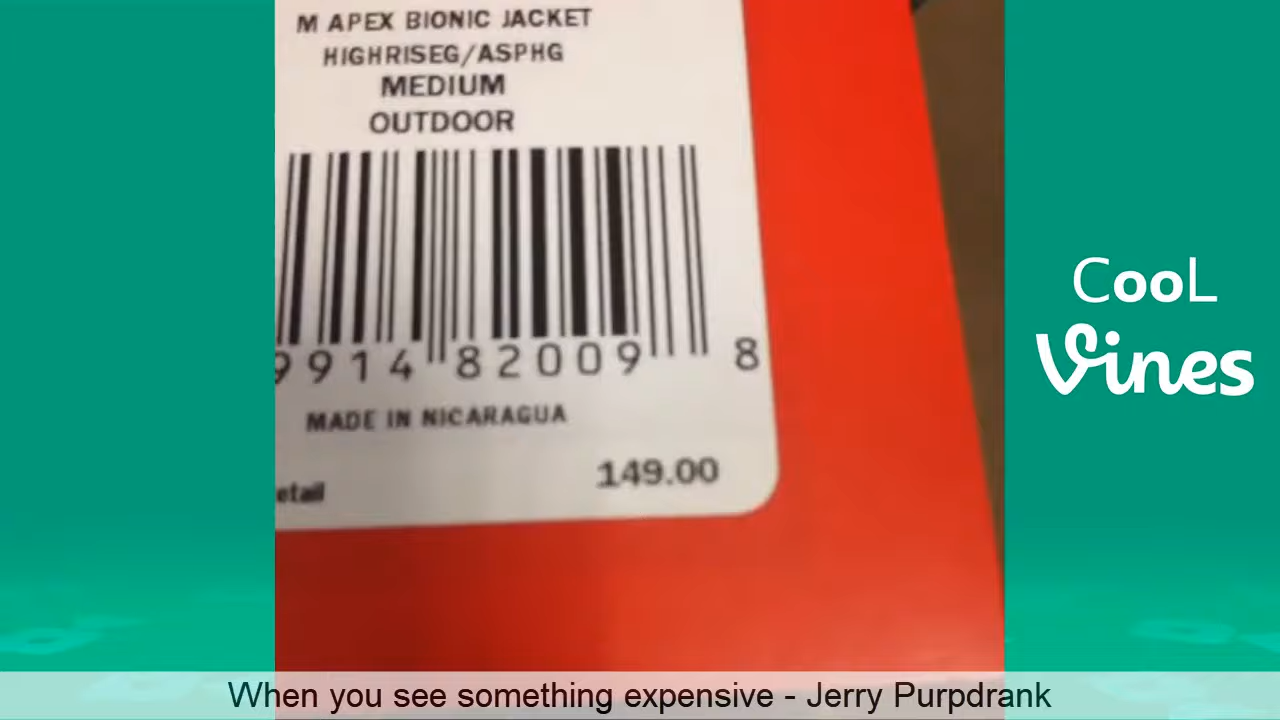 M APEX BIONIC JACKET
HIGHRISEG/ASPHG
MEDIUM
OUTDOOR
9914 82009 8
MADE IN NICARAGUA
149.00
CooL
Vines
When you see something expensive - Jerry Purpdrank